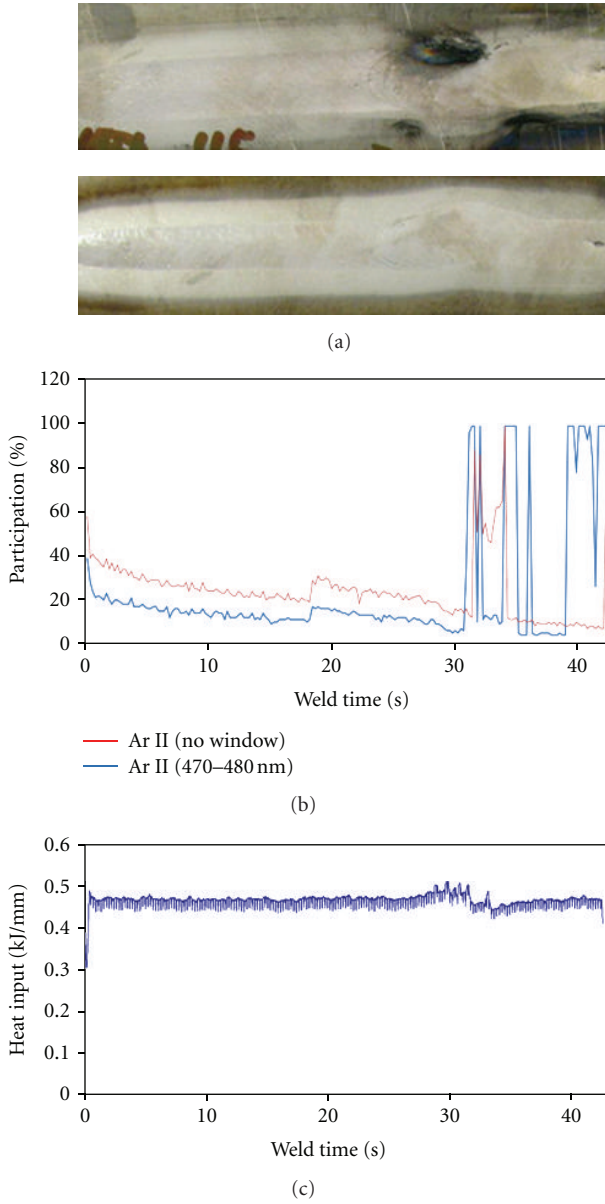 (a)
120
100
80
60
40
20
0
Participation (%)
0 10 20 30 40
Weld time (s)
Ar II (no window)
Ar II (470–480 nm)
(b)
0.6
0.5
0.4
0.3
0.2
0.1
0
Heat input (kJ/mm)
0 10 20 30 40
Weld time (s)
(c)